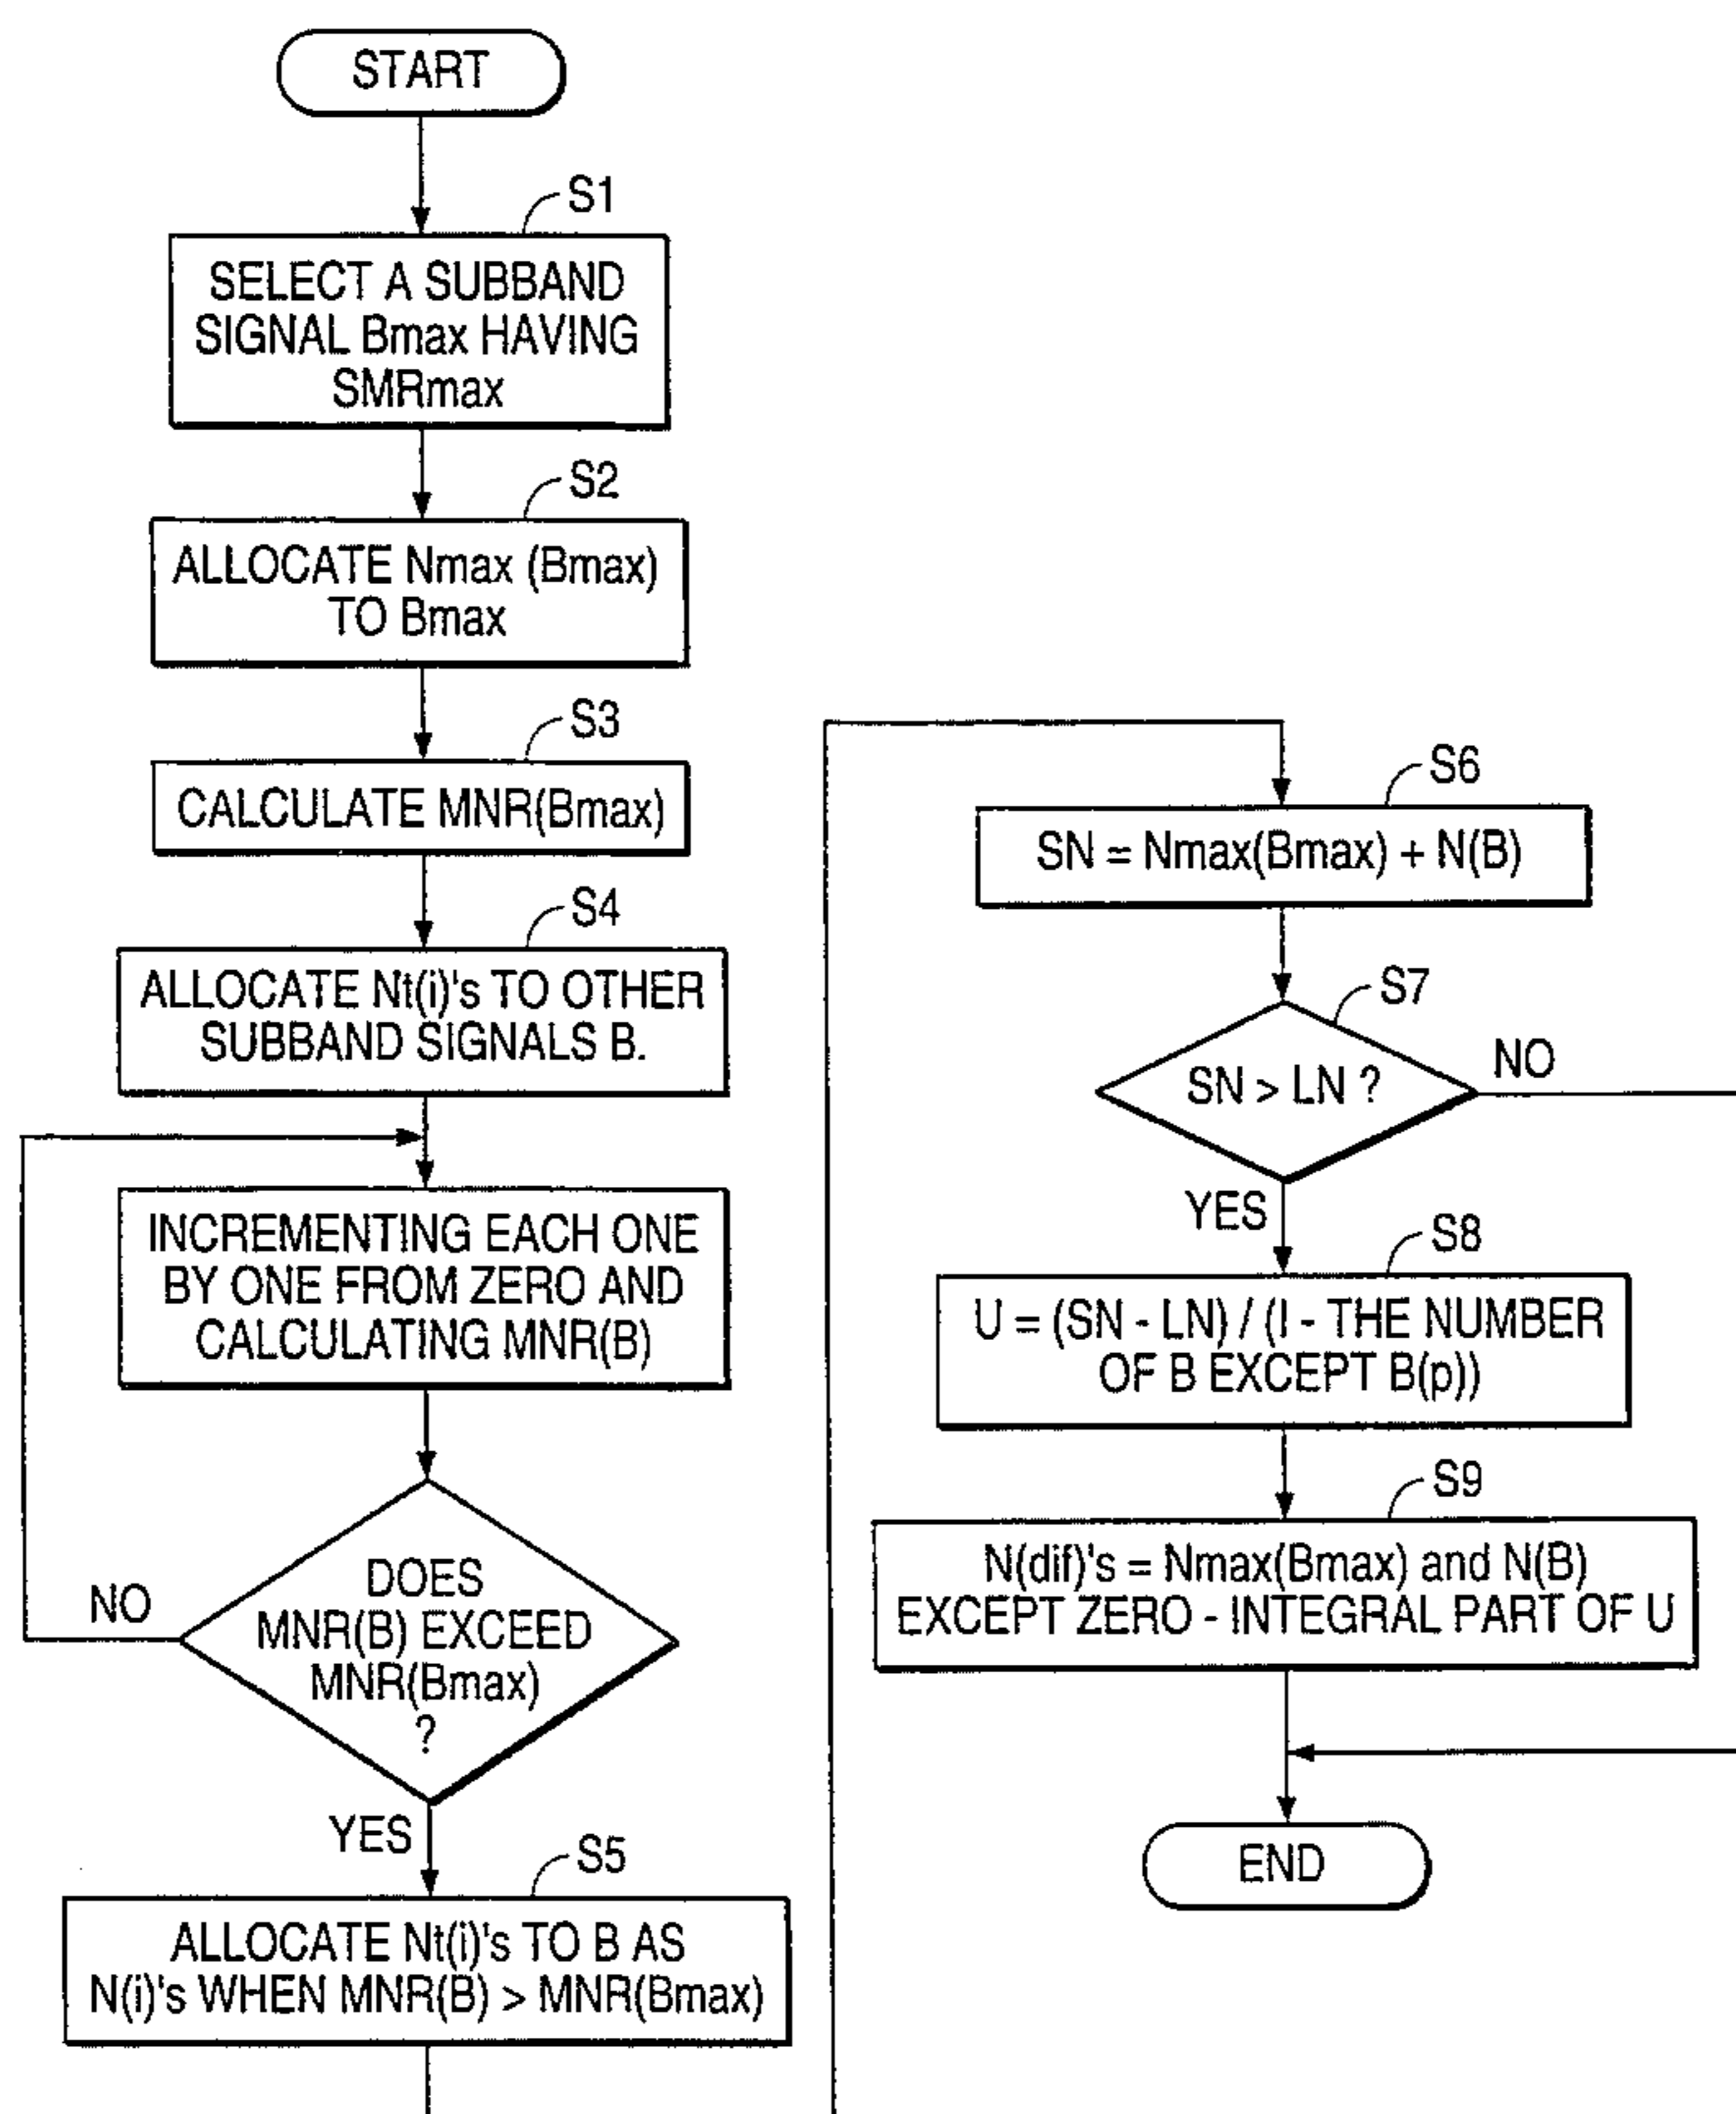 START
S1
SELECT A SUBBAND
SIGNAL Bmax HAVING
SMRmax
S2
ALLOCATE Nmax (Bmax)
TO Bmax
S3
CALCULATE MNR(Bmax)
S4
ALLOCATE Nt(i)'s TO OTHER
SUBBAND SIGNALS B.
INCREMENTING EACH ONE
BY ONE FROM ZERO AND
CALCULATING MNR(B)
DOES
MNR(B) EXCEED
MNR(Bmax)
?
NO
YES
S5
ALLOCATE Nt(i)'s TO B AS
N(i)'s WHEN MNR(B) > MNR(Bmax)
S6
SN = Nmax(Bmax) + N(B)
S7
SN > LN ?
NO
YES
S8
U = (SN - LN) / (I - THE NUMBER
OF B EXCEPT B(p))
S9
N(dif)'s = Nmax(Bmax) and N(B)
EXCEPT ZERO - INTEGRAL PART OF U
END